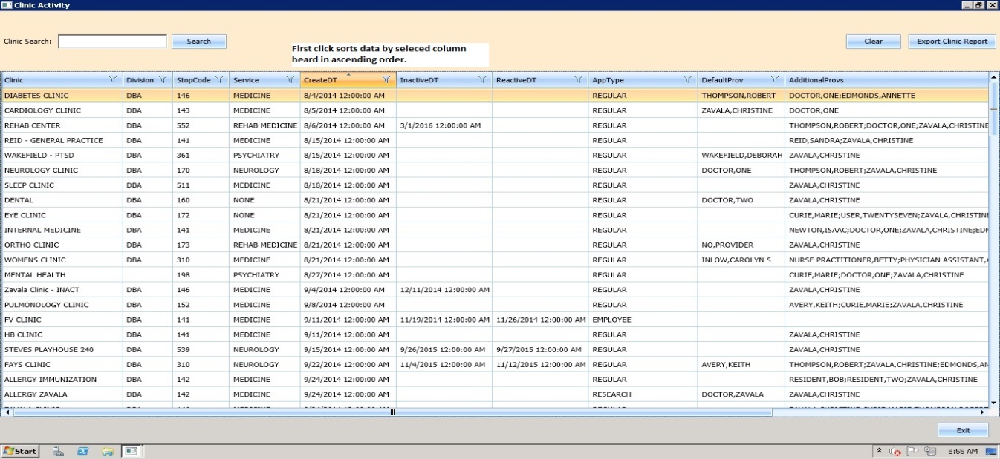 Clinic Activity
Clinic Search: Search Clear Export Clinic Report
First click sorts data by seleced column
heard in ascending order.
Clinic Division StopCode Service CreateDT InactiveDT ReactiveDT AppType DefaultProv AdditionalProvs
DIABETES CLINIC DBA 146 MEDICINE 8/4/2014 12:00:00 AM REGULAR THOMPSON,ROBERT DOCTOR,ONE;EDMONDS,ANNETTE
CARDIOLOGY CLINIC DBA 143 MEDICINE 8/5/2014 12:00:00 AM REGULAR ZAVALA,CHRISTINE DOCTOR,ONE
REHAB CENTER DBA 552 REHAB MEDICINE 8/6/2014 12:00:00 AM 3/1/2016 12:00:00 AM REGULAR THOMPSON,ROBERT;DOCTOR,ONE;ZAVALA,CHRISTINE
REID - GENERAL PRACTICE DBA 141 MEDICINE 8/15/2014 12:00:00 AM REGULAR REID,SANDRA;ZAVALA,CHRISTINE
WAKEFIELD - PTSD DBA 361 PSYCHIATRY 8/15/2014 12:00:00 AM REGULAR WAKEFIELD,DEBORAH ZAVALA,CHRISTINE
NEUROLOGY CLINIC DBA 170 NEUROLOGY 8/18/2014 12:00:00 AM REGULAR DOCTOR,ONE THOMPSON,ROBERT;ZAVALA,CHRISTINE
SLEEP CLINIC DBA 511 MEDICINE 8/18/2014 12:00:00 AM REGULAR ZAVALA,CHRISTINE
DENTAL DBA 160 NONE 8/21/2014 12:00:00 AM REGULAR DOCTOR,TWO ZAVALA,CHRISTINE
EYE CLINIC DBA 172 NONE 8/21/2014 12:00:00 AM REGULAR CURIE,MARIE;USER,TWENTYSEVEN;ZAVALA,CHRISTIN
INTERNAL MEDICINE DBA 141 MEDICINE 8/21/2014 12:00:00 AM REGULAR NEWTON,ISAAC;DOCTOR,ONE;ZAVALA,CHRISTINE;EDM
ORTHO CLINIC DBA 173 REHAB MEDICINE 8/21/2014 12:00:00 AM REGULAR NO,PROVIDER ZAVALA,CHRISTINE
WOMENS CLINIC DBA 310 MEDICINE 8/21/2014 12:00:00 AM REGULAR INLOW,CAROLYN S NURSE PRACTITIONER,BETTY;PHYSICIAN ASSISTANT,
MENTAL HEALTH 198 PSYCHIATRY 8/27/2014 12:00:00 AM REGULAR CURIE,MARIE;DOCTOR,ONE;ZAVALA,CHRISTINE
Zavala Clinic - INACT DBA 146 MEDICINE 9/4/2014 12:00:00 AM 12/11/2014 12:00:00 AM REGULAR ZAVALA,CHRISTINE
PULMONOLOGY CLINIC DBA 152 MEDICINE 9/8/2014 12:00:00 AM REGULAR AVERY,KEITH;CURIE,MARIE;ZAVALA,CHRISTINE
FV CLINIC DBA 141 MEDICINE 9/11/2014 12:00:00 AM 11/19/2014 12:00:00 AM 11/26/2014 12:00:00 AM EMPLOYEE
HB CLINIC DBA 141 MEDICINE 9/11/2014 12:00:00 AM REGULAR ZAVALA,CHRISTINE
STEVES PLAYHOUSE 240 DBA 539 NEUROLOGY 9/15/2014 12:00:00 AM 9/26/2015 12:00:00 AM 9/27/2015 12:00:00 AM REGULAR ZAVALA,CHRISTINE
FAYS CLINIC DBA 310 NEUROLOGY 9/22/2014 12:00:00 AM 11/4/2015 12:00:00 AM 11/12/2015 12:00:00 AM REGULAR AVERY,KEITH THOMPSON,ROBERT;ZAVALA,CHRISTINE;EDMONDS,AN
ALLERGY IMMUNIZATION DBA 142 MEDICINE 9/24/2014 12:00:00 AM REGULAR RESIDENT,BOB;RESIDENT,TWO;ZAVALA,CHRISTINE
ALLERGY ZAVALA DBA 142 MEDICINE 9/24/2014 12:00:00 AM RESEARCH DOCTOR,ZAVALA ZAVALA,CHRISTINE
Exit
Start 8:55 AM